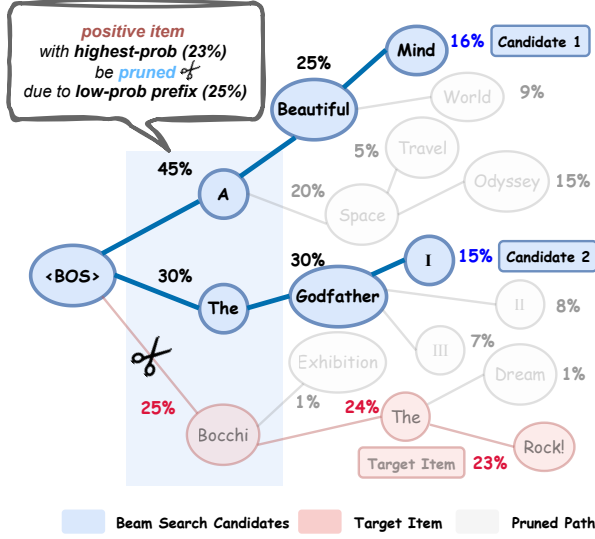 positive item
with highest-prob (23%)
be pruned
due to low-prob prefix (25%)
Mind
16%
Candidate 1
25%
Beautiful
World
9%
5%
Travel
45%
A
20%
Space
Odyssey
15%
<BOS>
30%
The
30%
Godfather
I
15%
Candidate 2
II
8%
III
7%
Exhibition
1%
Dream
1%
25%
Bocchi
24%
The
Rock!
Target Item
23%
Beam Search Candidates
Target Item
Pruned Path